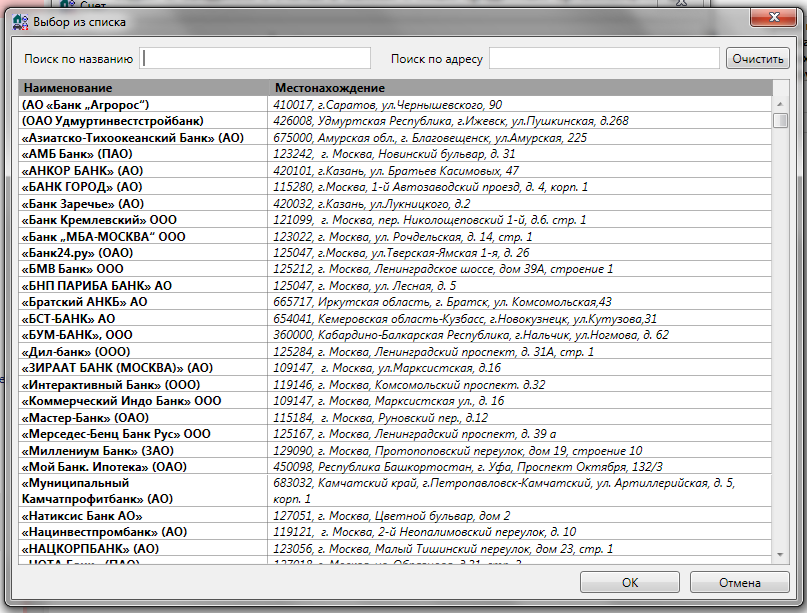 Счет
Выбор из списка
Поиск по названию Поиск по адресу Очистить
Наименование Местонахождение
(АО «Банк „Агророс“) 410017, г.Саратов, ул.Чернышевского, 90
(ОАО Удмуртинвестстройбанк) 426008, Удмуртская Республика, г.Ижевск, ул.Пушкинская, д.268
«Азиатско-Тихоокеанский Банк» (АО) 675000, Амурская обл., г. Благовещенск, ул.Амурская, 225
«АМБ Банк» (ПАО) 123242, г. Москва, Новинский бульвар, д. 31
«АНКОР БАНК» (АО) 420101, г.Казань, ул. Братьев Касимовых, 47
«БАНК ГОРОД» (АО) 115280, г.Москва, 1-й Автозаводский проезд, д. 4, корп. 1
«Банк Заречье» (АО) 420032, г.Казань, ул.Лукницкого, д.2
«Банк Кремлевский» ООО 121099, г. Москва, пер. Николощеповский 1-й, д.6. стр. 1
«Банк „МБА-МОСКВА“ ООО 123022, г. Москва, ул. Рочдельская, д. 14, стр. 1
«Банк24.ру» (ОАО) 125047, г.Москва, ул.Тверская-Ямская 1-я, д. 26
«БМВ Банк» ООО 125212, г. Москва, Ленинградское шоссе, дом 39А, строение 1
«БНП ПАРИБА БАНК» АО 125047, г. Москва, ул. Лесная, д. 5
«Братский АНКБ» АО 665717, Иркутская область, г. Братск, ул. Комсомольская,43
«БСТ-БАНК» АО 654041, Кемеровская область-Кузбасс, г.Новокузнецк, ул.Кутузова,31
«БУМ-БАНК», ООО 360000, Кабардино-Балкарская Республика, г.Нальчик, ул.Ногмова, д. 62
«Дил-банк» (ООО) 125284, г. Москва, Ленинградский проспект, д. 31А, стр. 1
«ЗИРААТ БАНК (МОСКВА)» (АО) 109147, г. Москва, ул.Марксистская, д.16
«Интерактивный Банк» (ООО) 119146, г. Москва, Комсомольский проспект. д.32
«Коммерческий Индо Банк» ООО 109147, г. Москва, Марксистская ул., д. 16
«Мастер-Банк» (ОАО) 115184, г. Москва, Руновский пер., д.12
«Мерседес-Бенц Банк Рус» ООО 125167, г. Москва, Ленинградский проспект, д. 39 а
«Миллениум Банк» (ЗАО) 129090, г. Москва, Протопоповский переулок, дом 19, строение 10
«Мой Банк. Ипотека» (ОАО) 450098, Республика Башкортостан, г. Уфа, Проспект Октября, 132/3
«Муниципальный 683032, Камчатский край, г.Петропавловск-Камчатский, ул. Артиллерийская, д. 5,
Камчатпрофитбанк» (АО) корп. 1
«Натиксис Банк АО» 127051, г. Москва, Цветной бульвар, дом 2
«Нацинвестпромбанк» (АО) 119121, г. Москва, 2-й Неопалимовский переулок, д. 10
«НАЦКОРПБАНК» (АО) 123056, г. Москва, Малый Тишинский переулок, дом 23, стр. 1
ОК Отмена